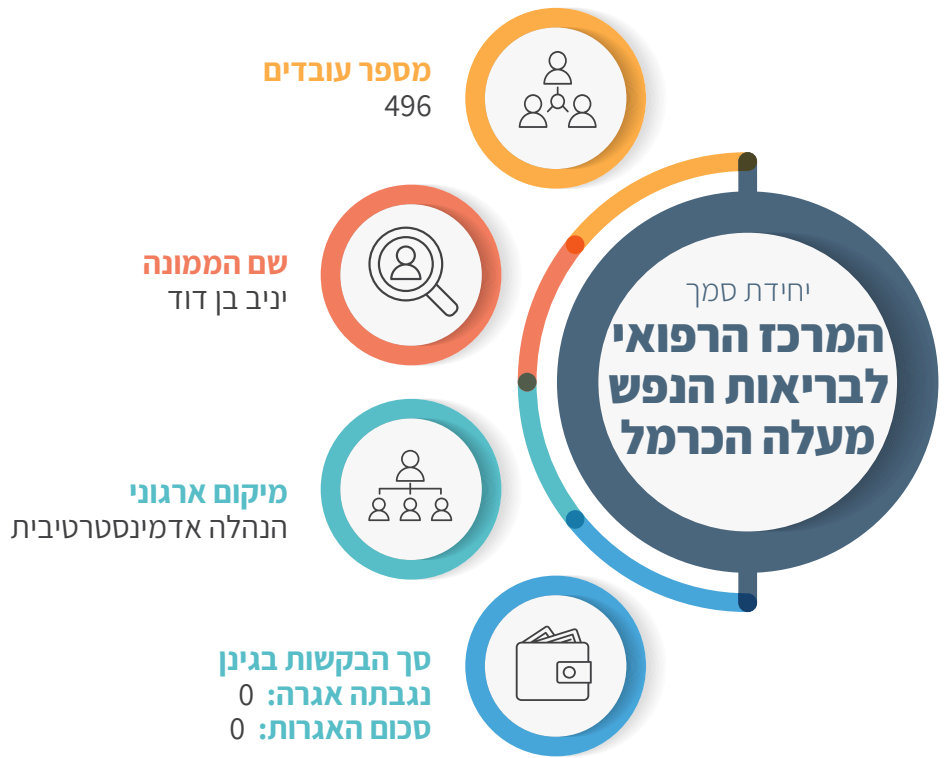 יחידת סמך
המרכז הרפואי
לבריאות הנפש
מעלה הכרמל
מספר עובדים
496
שם הממונה
יניב בן דוד
מיקום ארגוני
הנהלה אדמינסטרטיבית
סך הבקשות בגינן
נגבתה אגרה: 0
סכום האגרות: 0